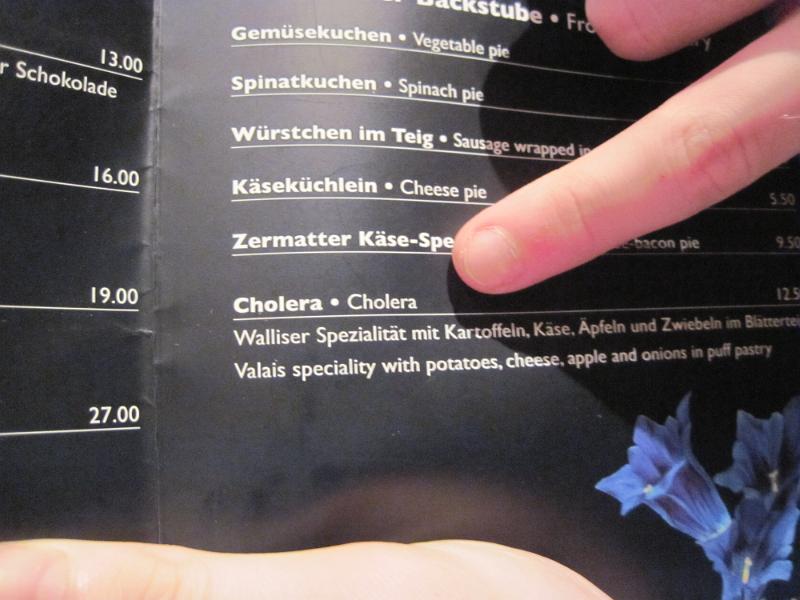 13.00
r Schokolade
16.00
19.00
27.00
Backstube •
Gemüsekuchen • Vegetable pie
Spinatkuchen • Spinach pie
Würstchen im Teig • Sausage wrapped in
Käseküchlein • Cheese pie 5.50
Zermatter Käse-Spe -bacon pie 9.50
Cholera • Cholera 12.5
Walliser Spezialität mit Kartoffeln, Käse, Äpfeln und Zwiebeln im Blättertei
Valais speciality with potatoes, cheese, apple and onions in puff pastry